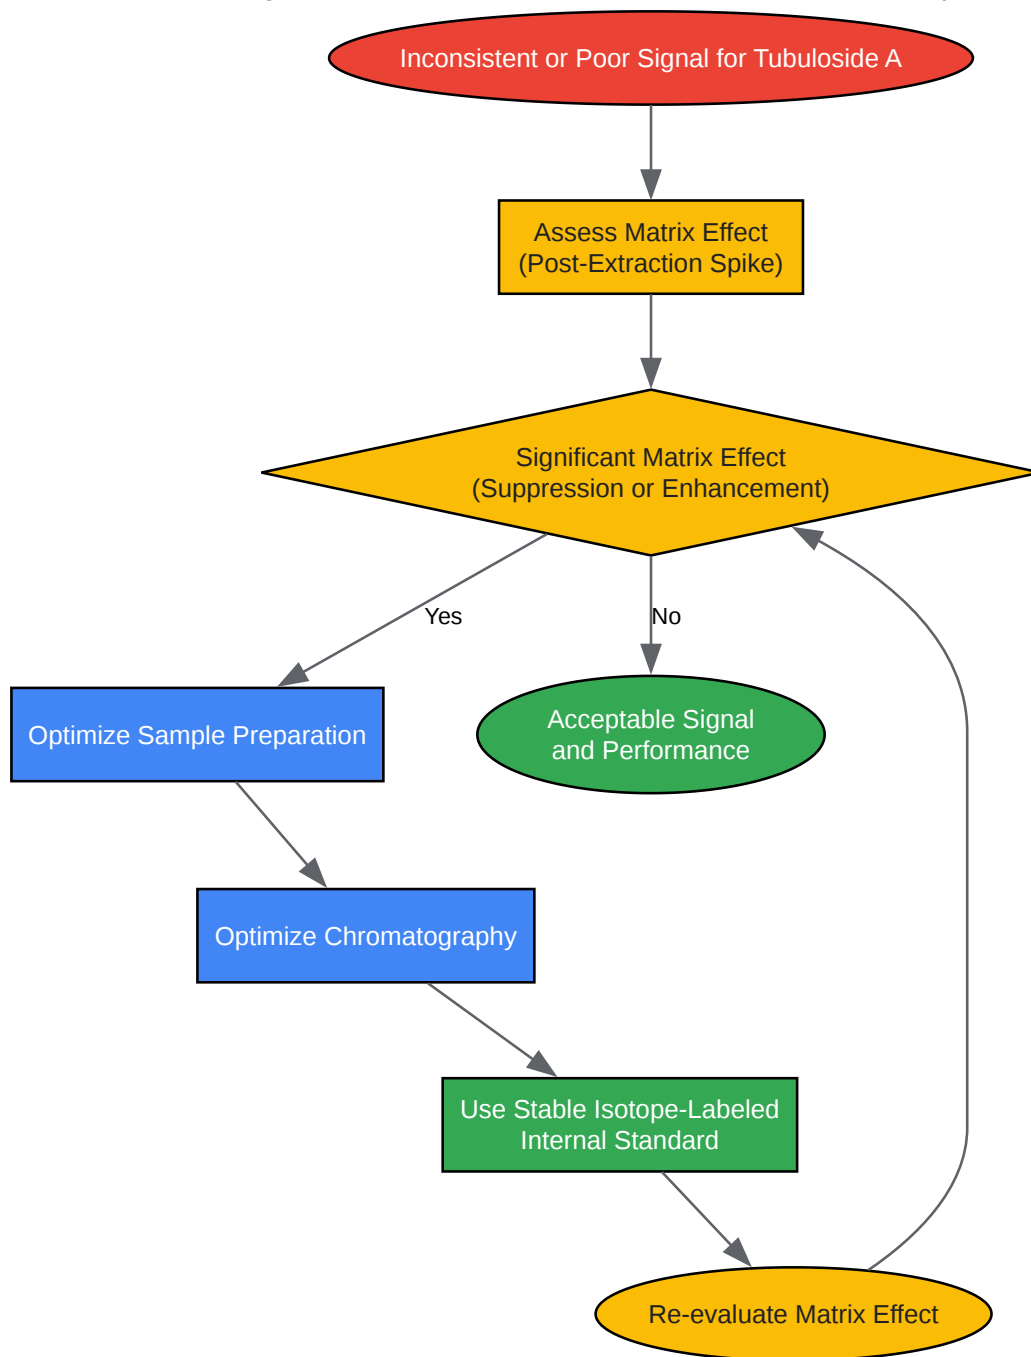 Inconsistent or Poor Signal for Tubuloside A
Assess Matrix Effect
(Post-Extraction Spike)
Significant Matrix Effect
(Suppression or Enhancement)
Yes
No
Optimize Sample Preparation
Acceptable Signal
and Performance
Optimize Chromatography
Use Stable Isotope-Labeled
Internal Standard
Re-evaluate Matrix Effect